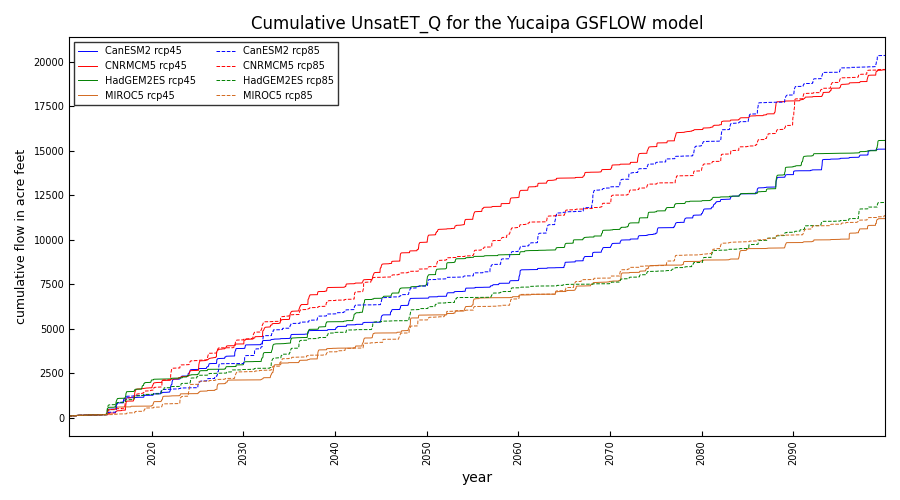 Cumulative UnsatET_Q for the Yucaipa GSFLOW model
CanESM2 rcp45
CNRMCM5 rcp45
HadGEM2ES rcp45
MIROC5 rcp45
CanESM2 rcp85
CNRMCM5 rcp85
HadGEM2ES rcp85
MIROC5 rcp85
cumulative flow in acre feet
20000
17500
15000
12500
10000
7500
5000
2500
0
2020
2030
2040
2050
2060
2070
2080
2090
year